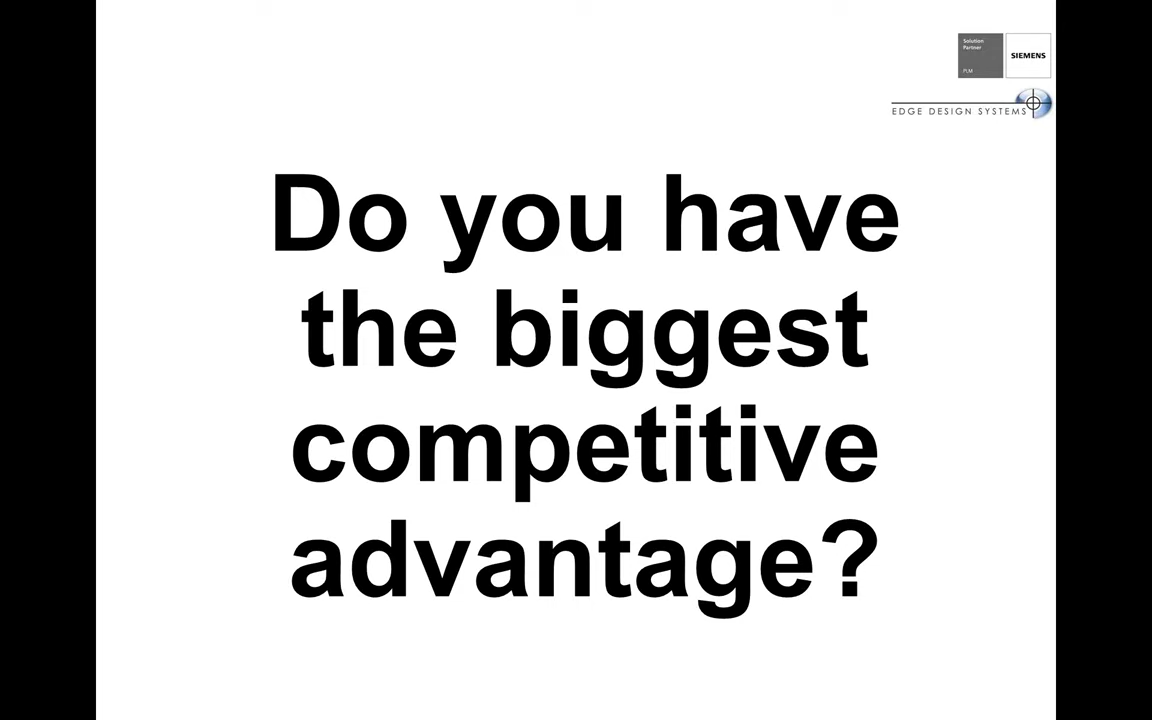 Solution
Partner
PLM
SIEMENS
EDGE DESIGN SYSTEMS
Do you have
the biggest
competitive
advantage?